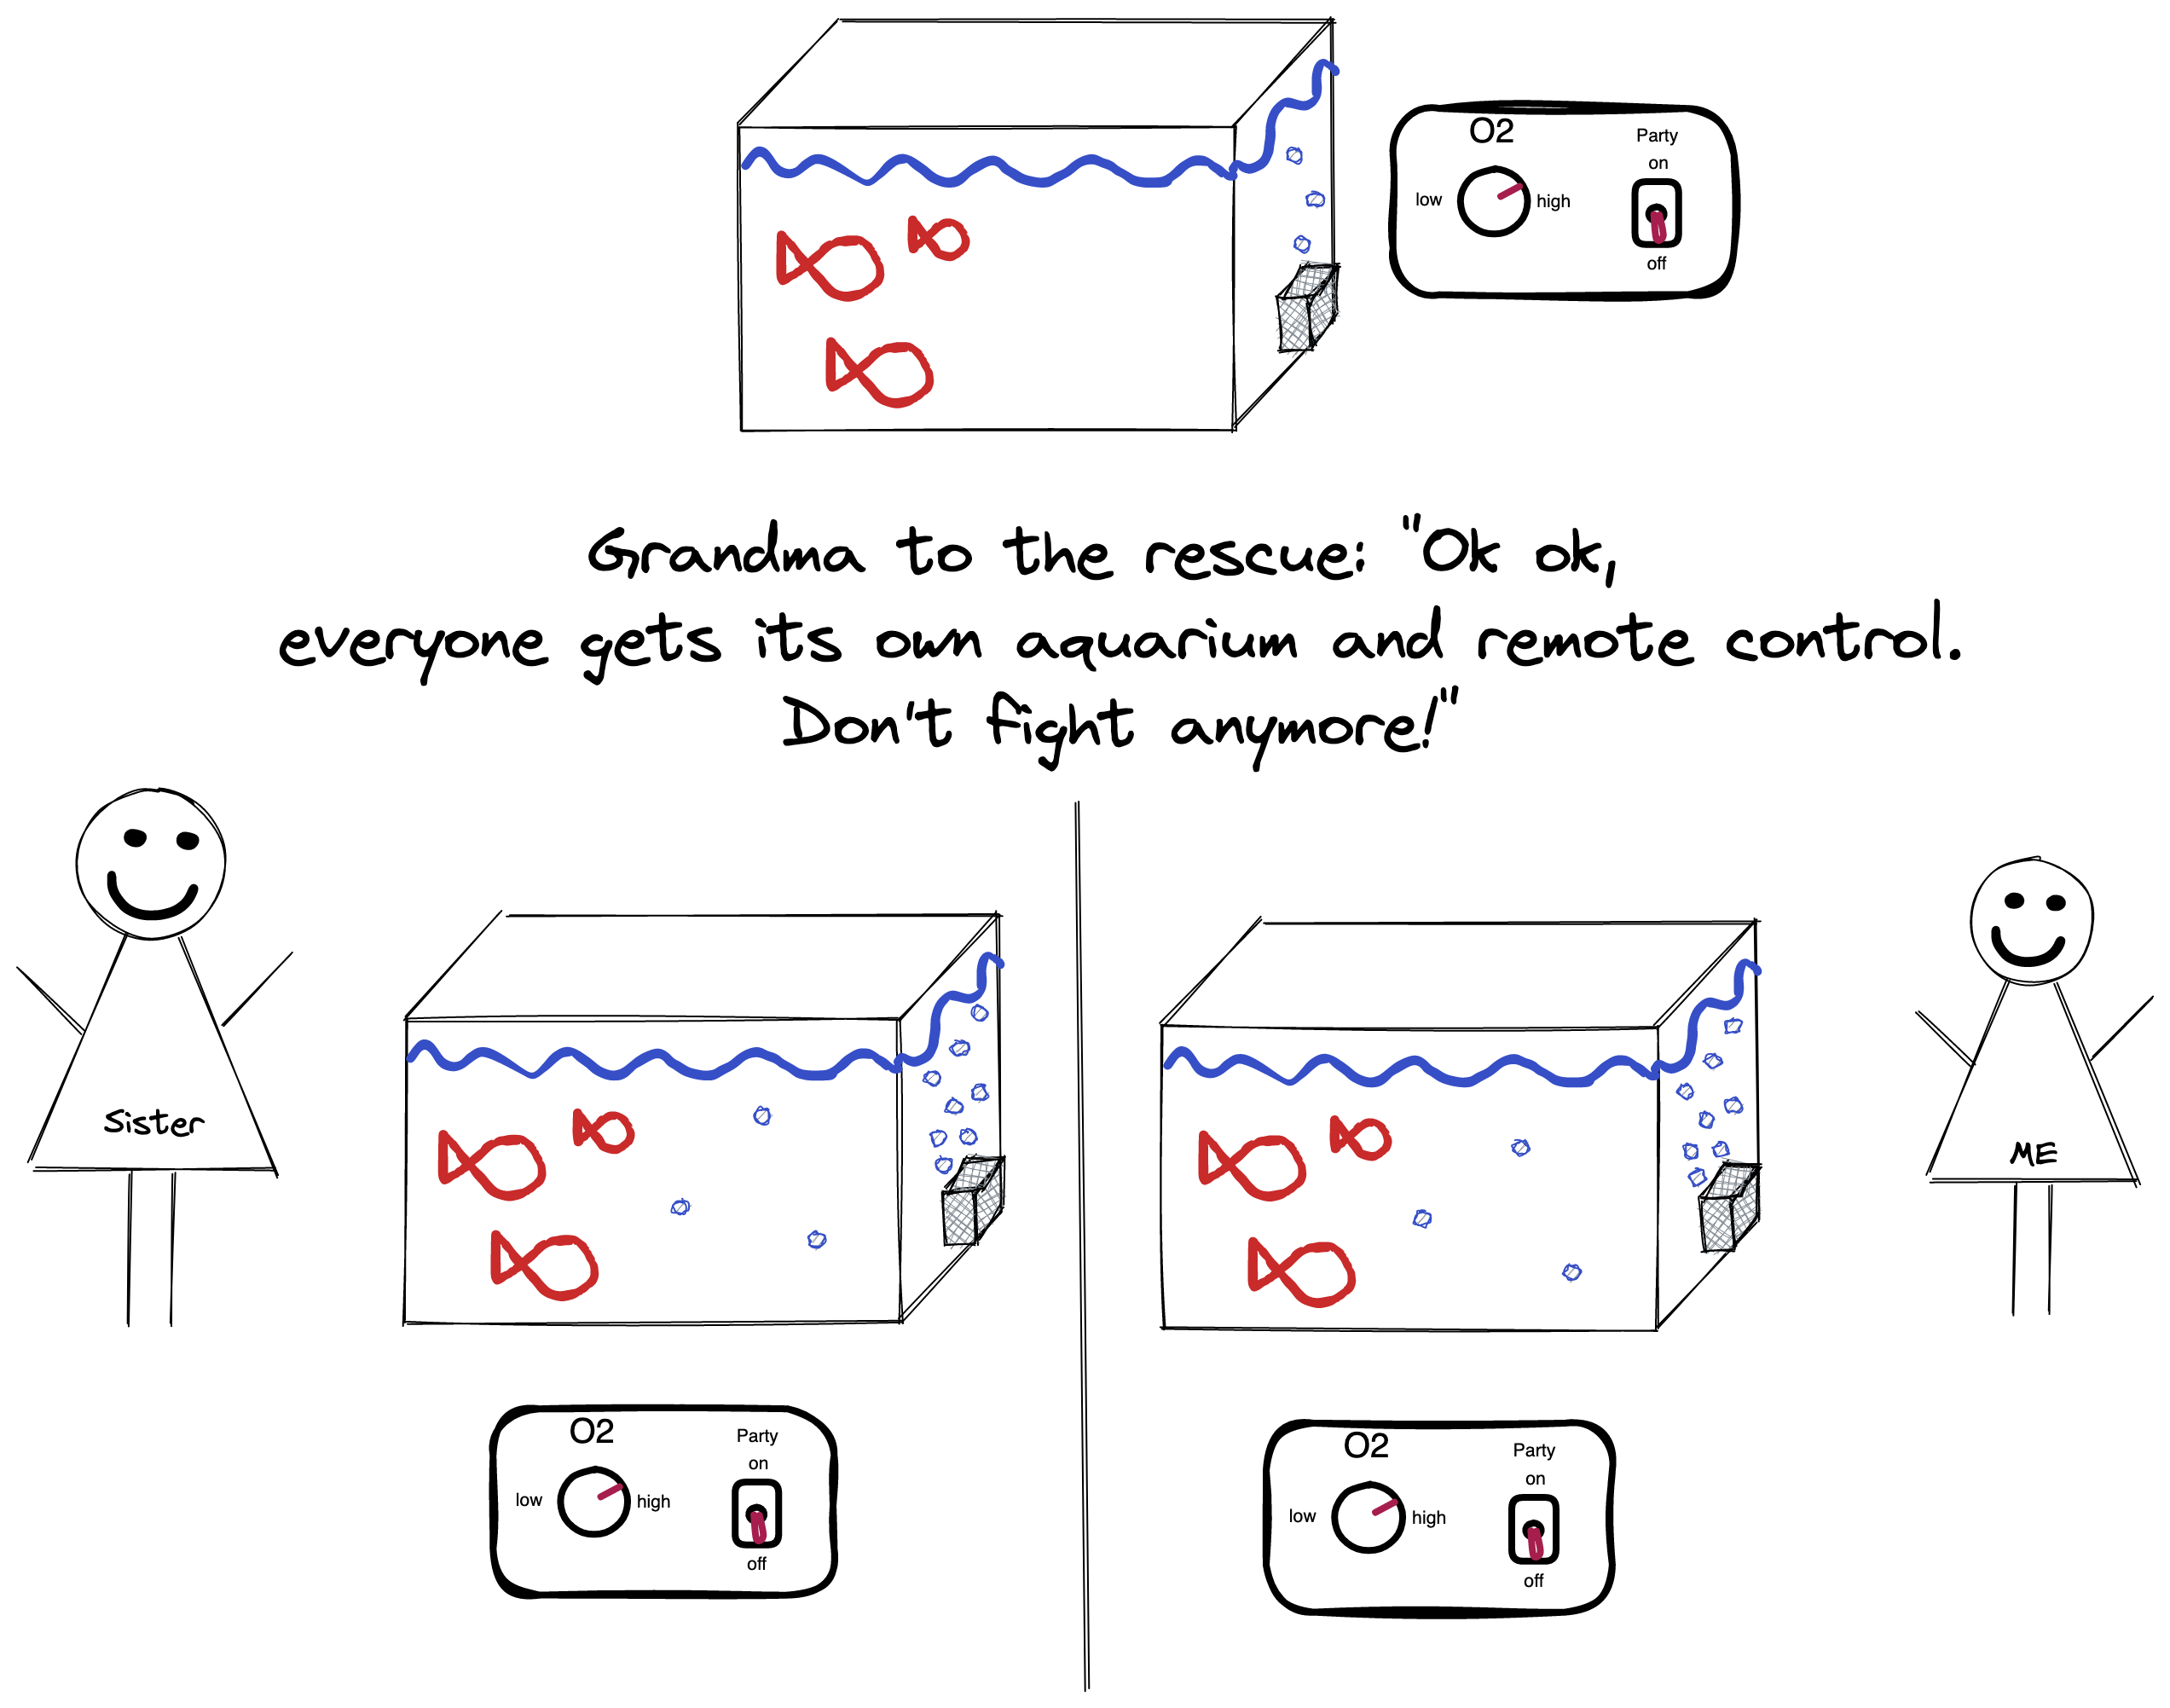 O2
Party
on
low
high
off
Grandma to the rescue: "Ok ok,
everyone gets its own aquarium and remote control.
Don't fight anymore!"
Sister
ME
O2
Party
on
low
high
off
O2
Party
on
low
high
off